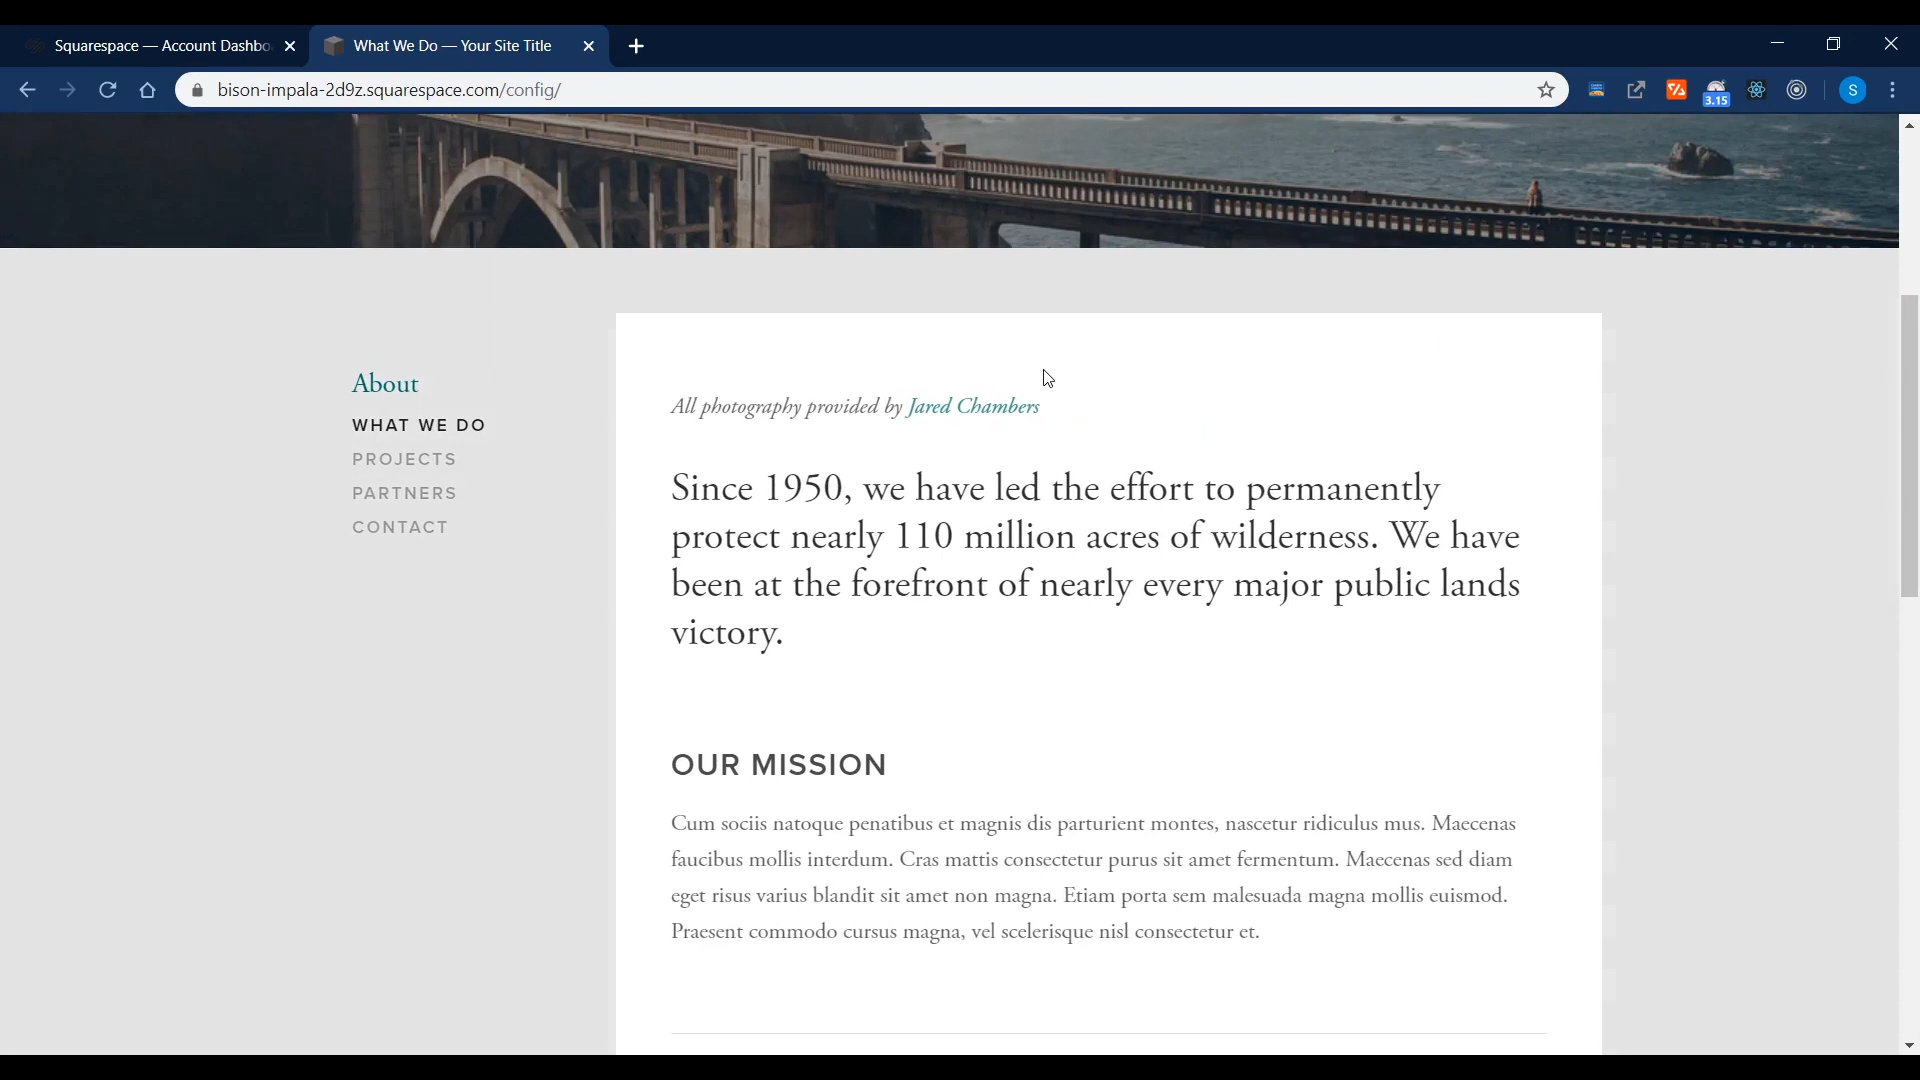 Squarespace — Account Dashbo
What We Do — Your Site Title
bison-impala-2d9z.squarespace.com/config/
3.15
S
About
WHAT WE DO
PROJECTS
PARTNERS
CONTACT
All photography provided by Jared Chambers
Since 1950, we have led the effort to permanently
protect nearly 110 million acres of wilderness. We have
been at the forefront of nearly every major public lands
victory.
OUR MISSION
Cum sociis natoque penatibus et magnis dis parturient montes, nascetur ridiculus mus. Maecenas
faucibus mollis interdum. Cras mattis consectetur purus sit amet fermentum. Maecenas sed diam
eget risus varius blandit sit amet non magna. Etiam porta sem malesuada magna mollis euismod.
Praesent commodo cursus magna, vel scelerisque nisl consectetur et.